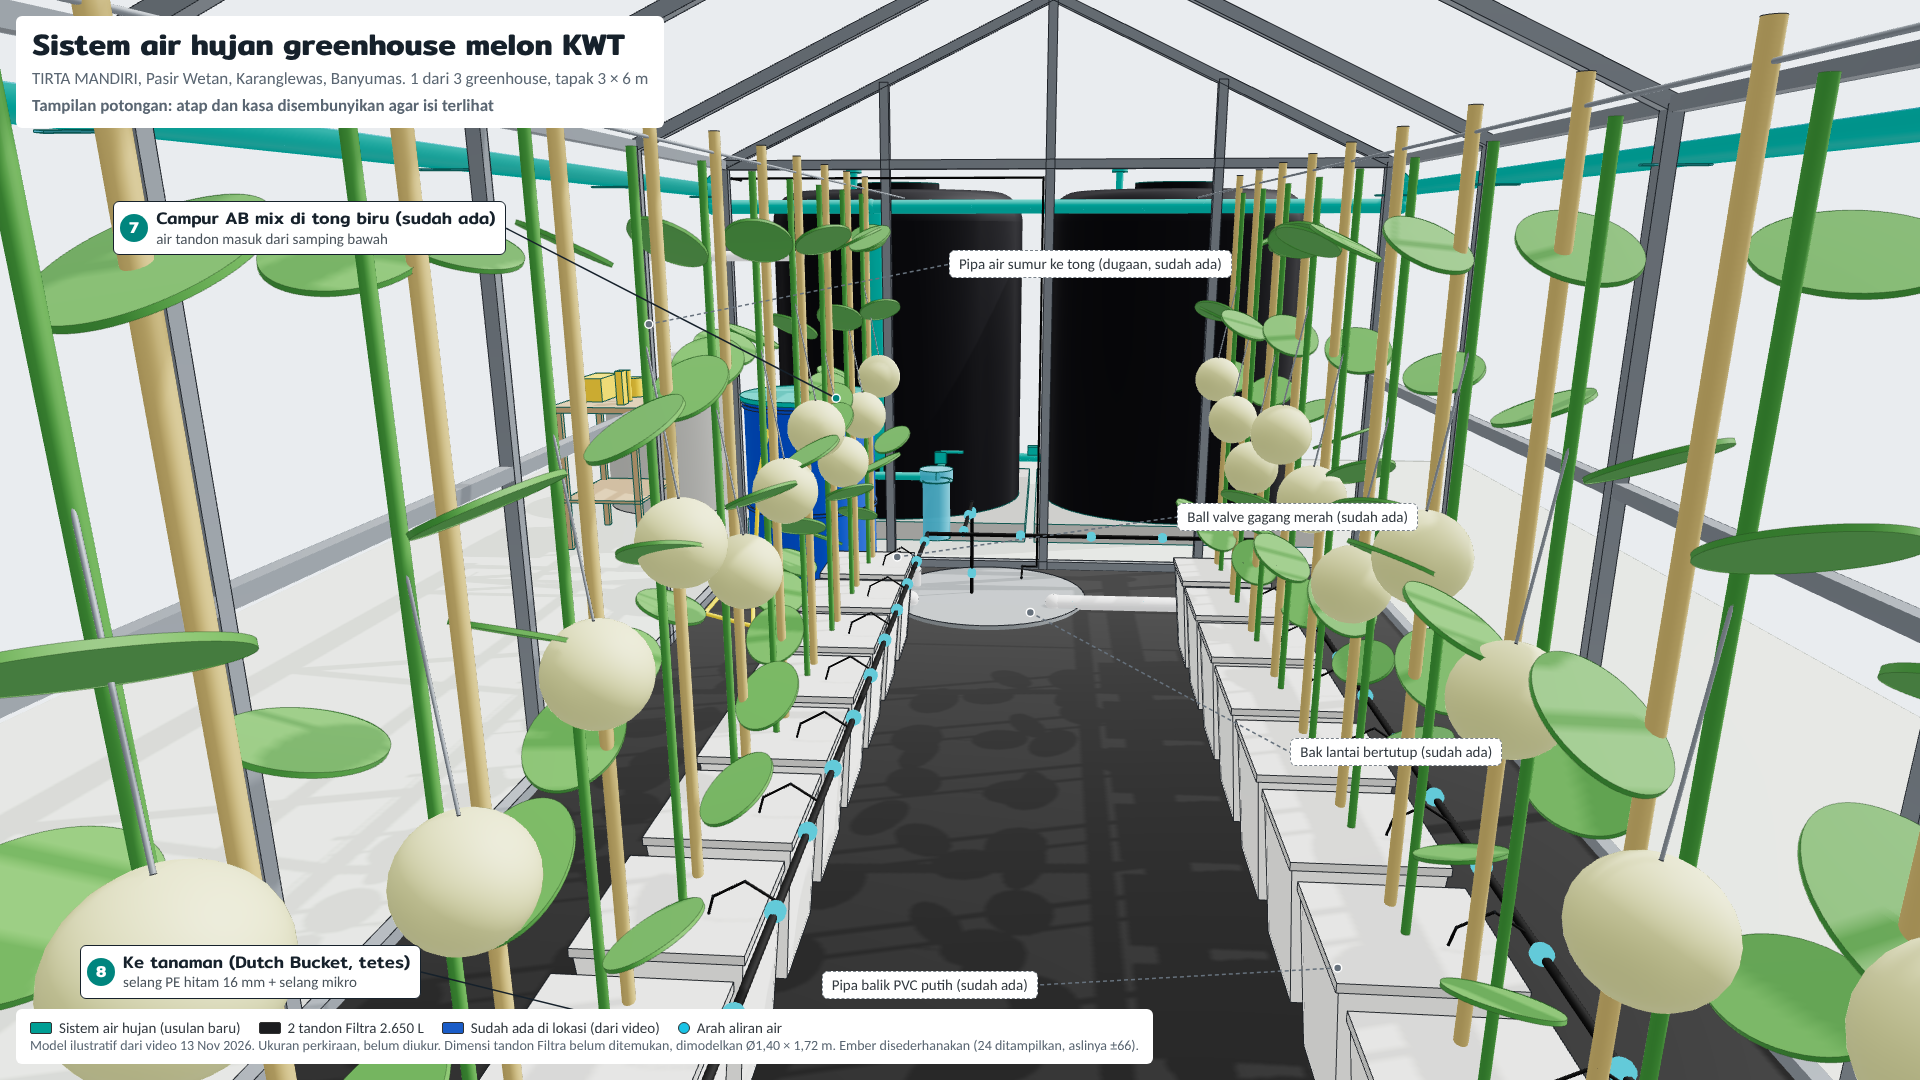 Sistem air hujan greenhouse melon KWT
TIRTA MANDIRI, Pasir Wetan, Karanglewas, Banyumas. 1 dari 3 greenhouse, tapak 3 × 6 m
Tampilan potongan: atap dan kasa disembunyikan agar isi terlihat
7 Campur AB mix di tong biru (sudah ada)
air tandon masuk dari samping bawah
Pipa air sumur ke tong (dugaan, sudah ada)
Ball valve gagang merah (sudah ada)
Bak lantai bertutup (sudah ada)
8 Ke tanaman (Dutch Bucket, tetes)
selang PE hitam 16 mm + selang mikro
Pipa balik PVC putih (sudah ada)
Sistem air hujan (usulan baru) 2 tandon Filtra 2.650 L Sudah ada di lokasi (dari video) Arah aliran air
Model ilustratif dari video 13 Nov 2026. Ukuran perkiraan, belum diukur. Dimensi tandon Filtra belum ditemukan, dimodelkan Ø1,40 × 1,72 m. Ember disederhanakan (24 ditampilkan, aslinya ±66).